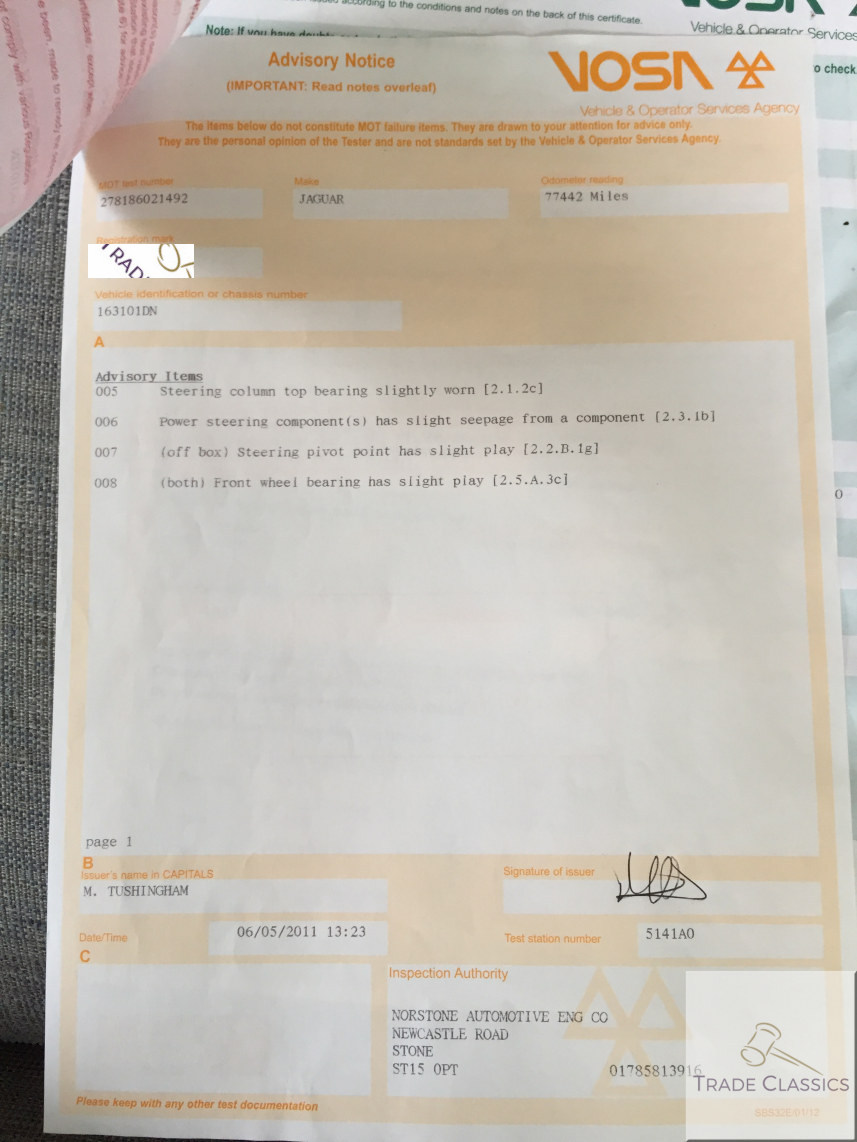 according to the conditions and notes on the back of this certificate.
Note: If you have
Vehicle & Operator Services
o check
Advisory Notice
(IMPORTANT: Read notes overleaf)
VOSA
Vehicle & Operator Services Agency
The items below do not constitute MOT failure items. They are drawn to your attention for advice only.
They are the personal opinion of the Tester and are not standards set by the Vehicle & Operator Services Agency.
MOT test number
Make
Odometer reading
278186021492
JAGUAR
77442 Miles
Registration mark
TRAD
Vehicle identification or chassis number
163101DN
A
Advisory Items
005 Steering column top bearing slightly worn [2.1.2c]
006 Power steering component(s) has slight seepage from a component [2.3.1b]
007 (off box) Steering pivot point has slight play [2.2.B.1g]
008 (both) Front wheel bearing has slight play [2.5.A.3c]
page 1
B
Issuer's name in CAPITALS
M. TUSHINGHAM
Signature of issuer
Date/Time
06/05/2011 13:23
Test station number
5141A0
C
Inspection Authority
NORSTONE AUTOMOTIVE ENG CO
NEWCASTLE ROAD
STONE
ST15 0PT
01785813916
TRADE CLASSICS
Please keep with any other test documentation